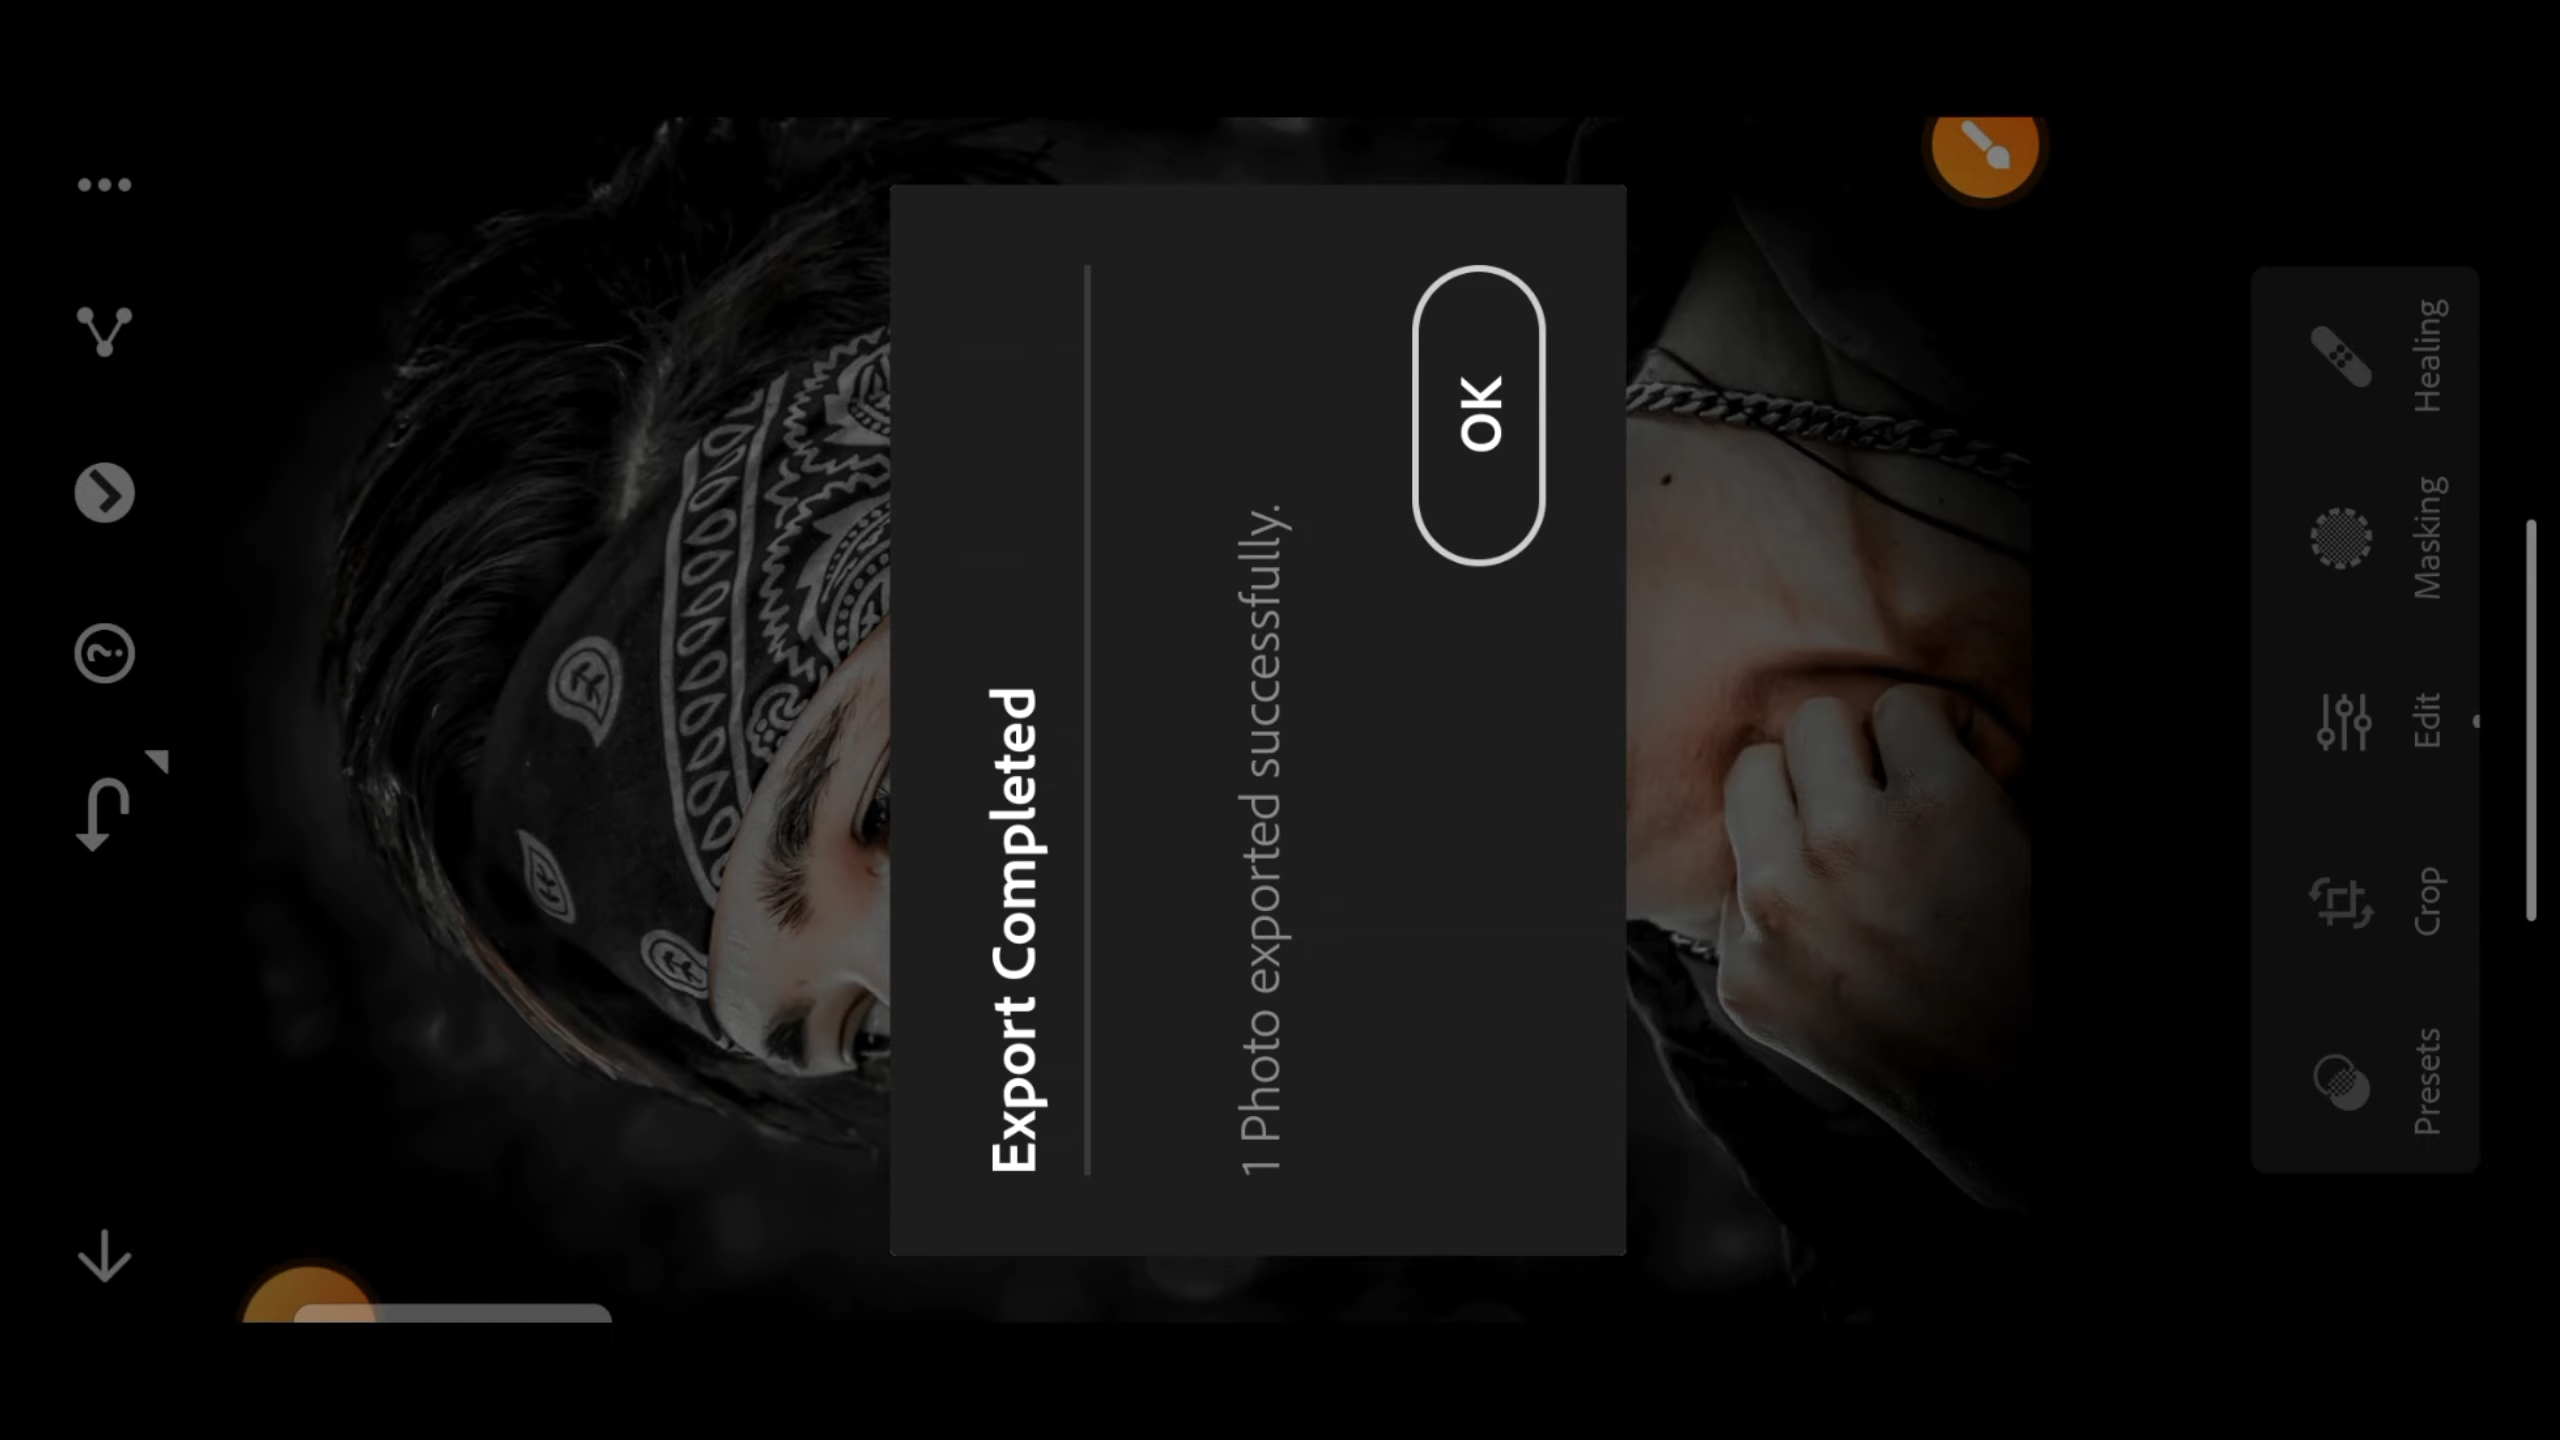 Export Completed
1 Photo exported successfully.
OK
Presets
Crop
Edit
Masking
Healing